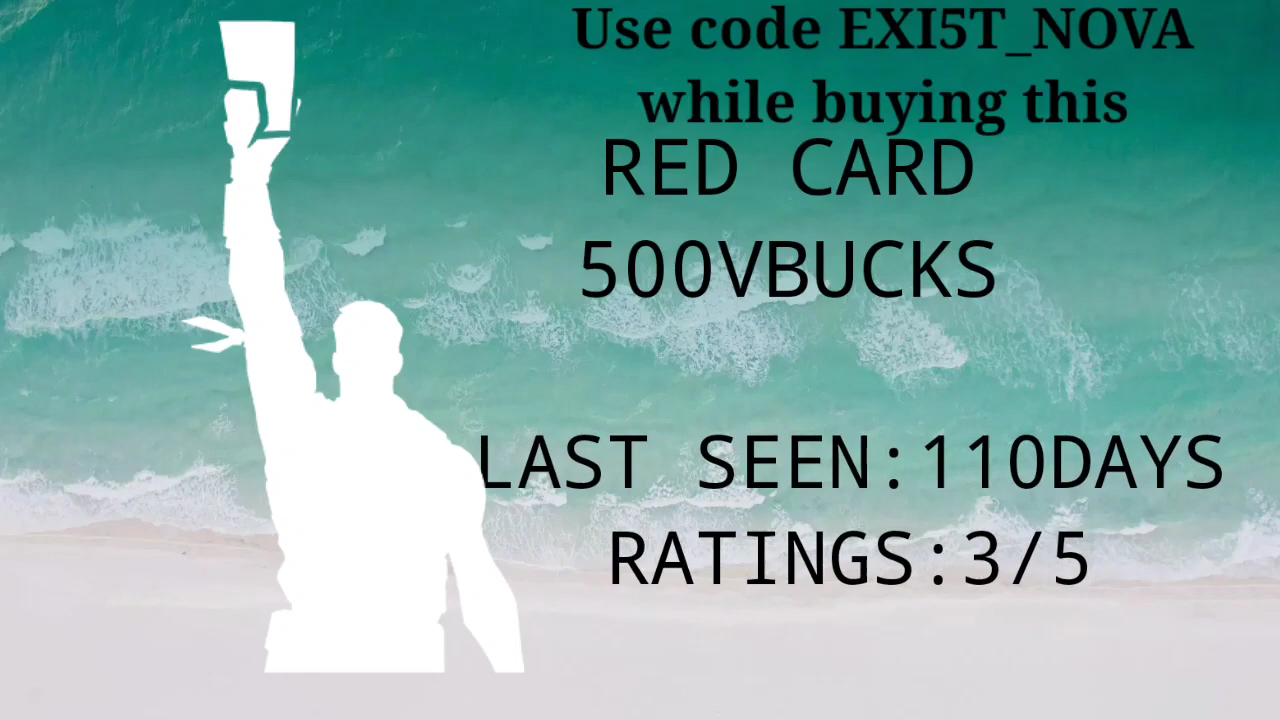 Use code EXI5T_NOVA
while buying this
RED CARD
500VBUCKS
LAST SEEN:110DAYS
RATINGS:3/5